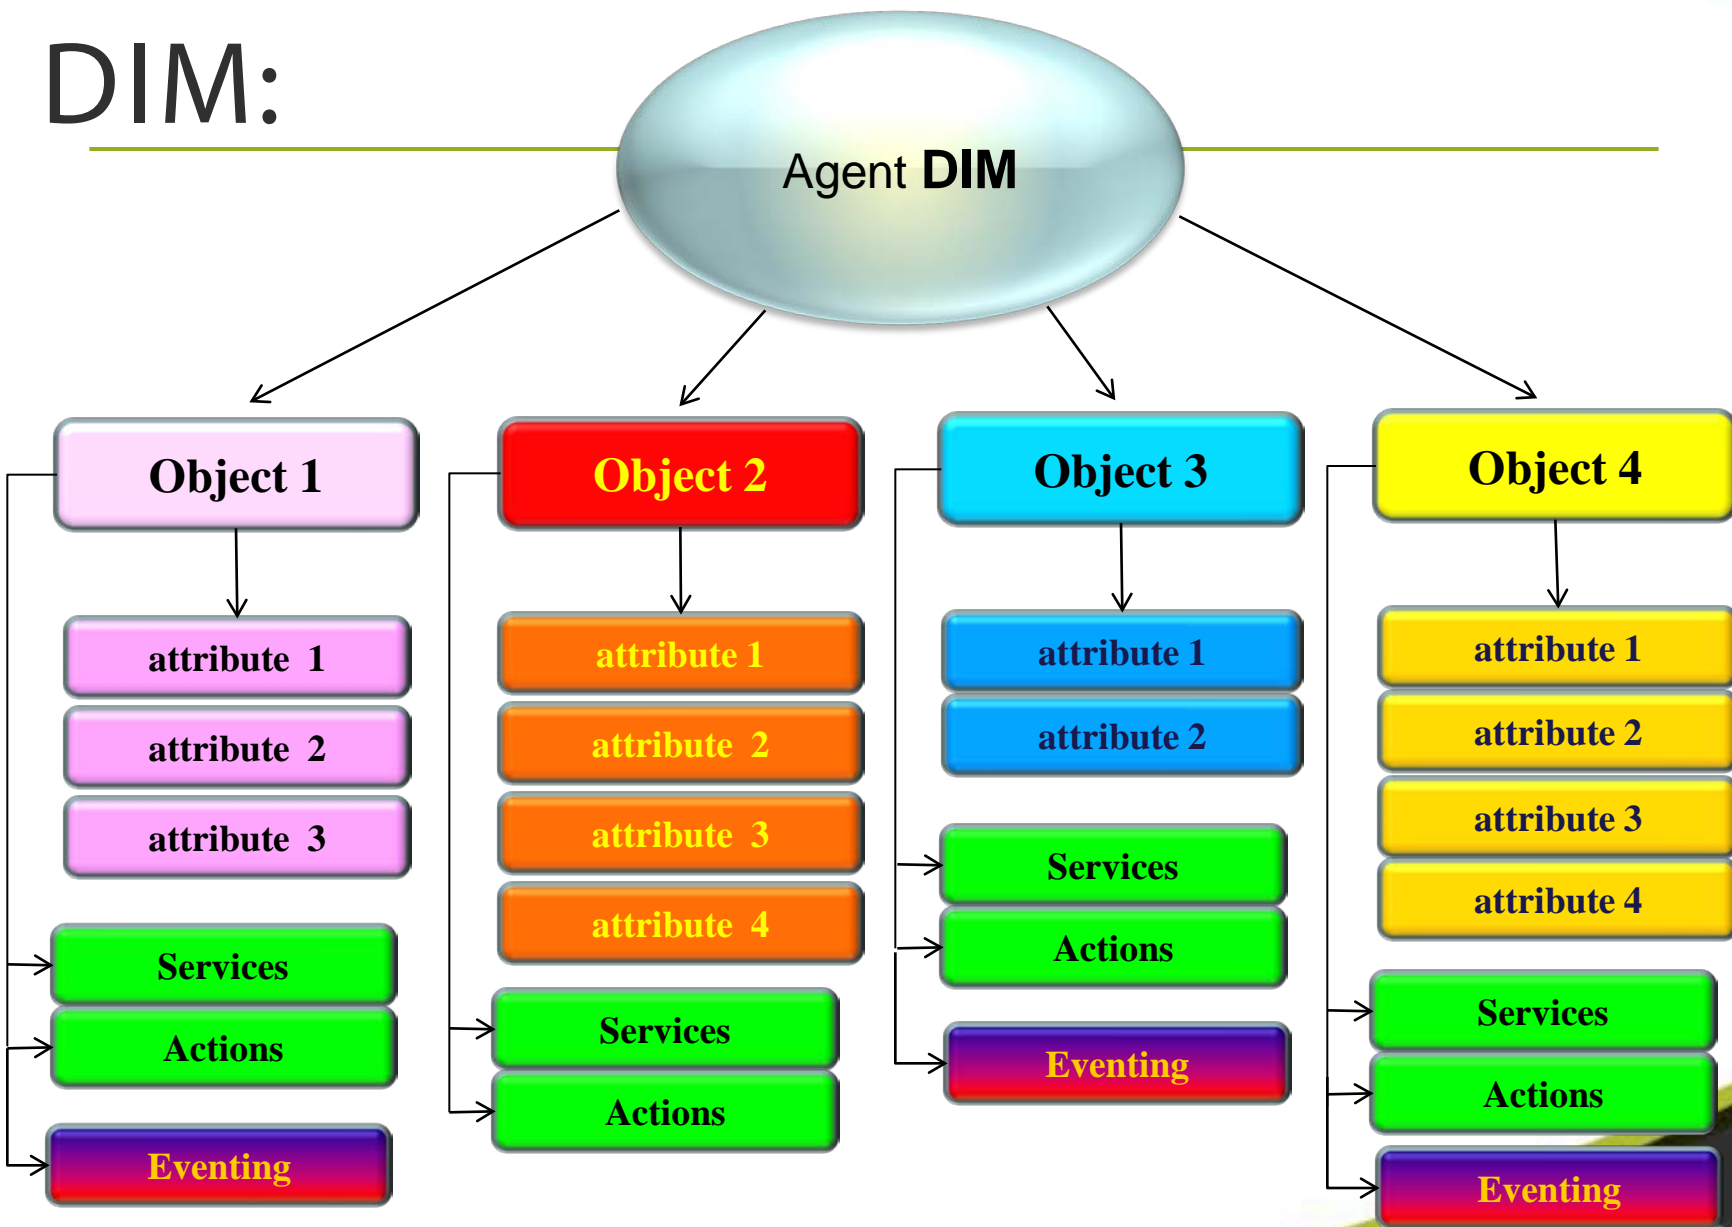 DIM:
Agent DIM
Object 1
attribute 1
attribute 2
attribute 3
Services
Actions
Eventing
Object 2
attribute 1
attribute 2
attribute 3
attribute 4
Services
Actions
Object 3
attribute 1
attribute 2
Services
Actions
Eventing
Object 4
attribute 1
attribute 2
attribute 3
attribute 4
Services
Actions
Eventing